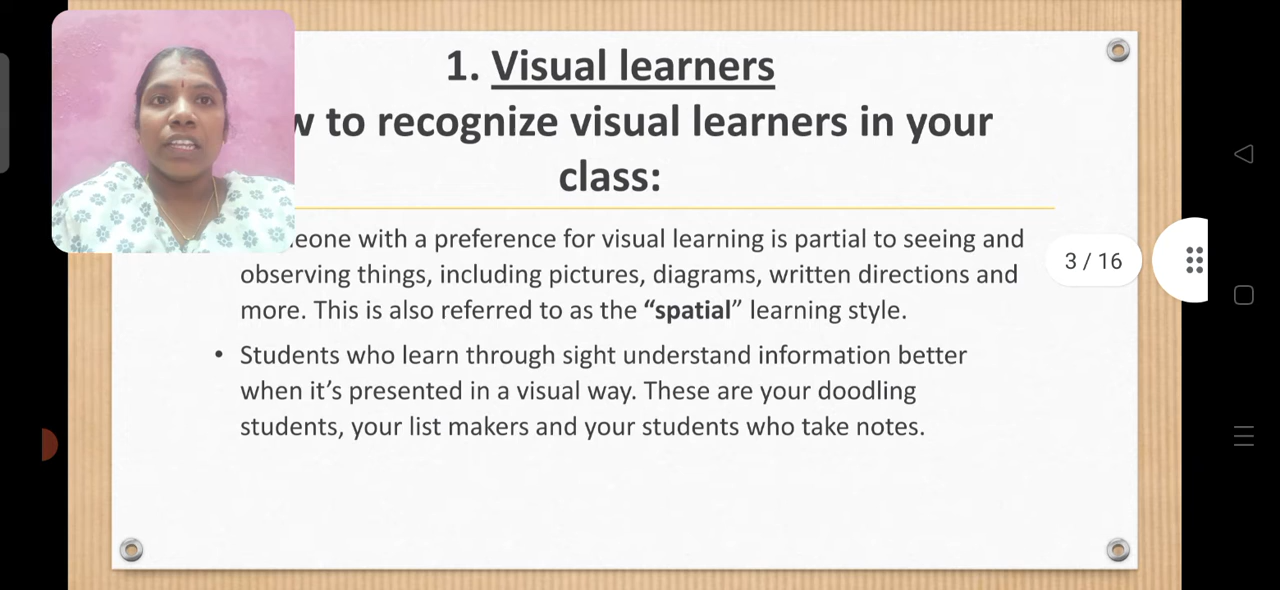 1. Visual learners
w to recognize visual learners in your
class:
eone with a preference for visual learning is partial to seeing and
observing things, including pictures, diagrams, written directions and
more. This is also referred to as the “spatial” learning style.
• Students who learn through sight understand information better
when it’s presented in a visual way. These are your doodling
students, your list makers and your students who take notes.
3 / 16